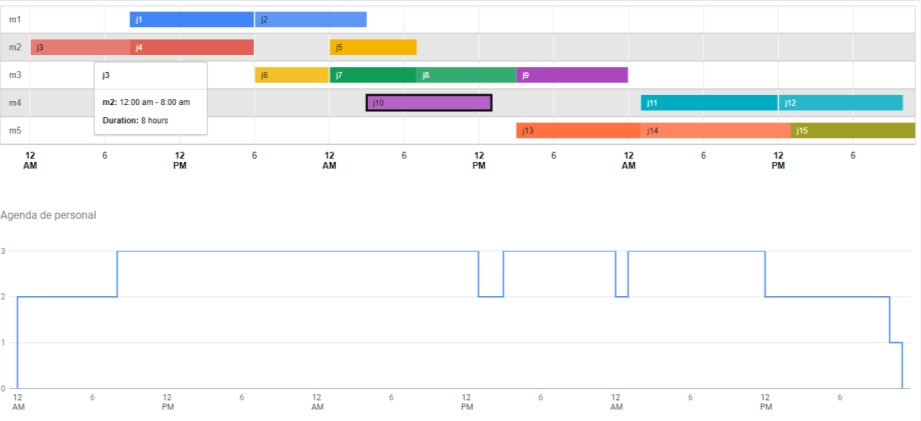 m1 j1 j2
m2 j3 j4 j5
m3 j3 j6 j7 j8 j9
m4 m2: 12:00 am - 8:00 am j10 j11 j12
Duration: 8 hours
m5 j13 j14 j15
12 6 12 6 12 6 12 6 12 6 12 6
AM PM AM PM AM PM
Agenda de personal
3
2
1
0
12 6 12 6 12 6 12 6 12 6 12 6
AM PM AM PM AM PM